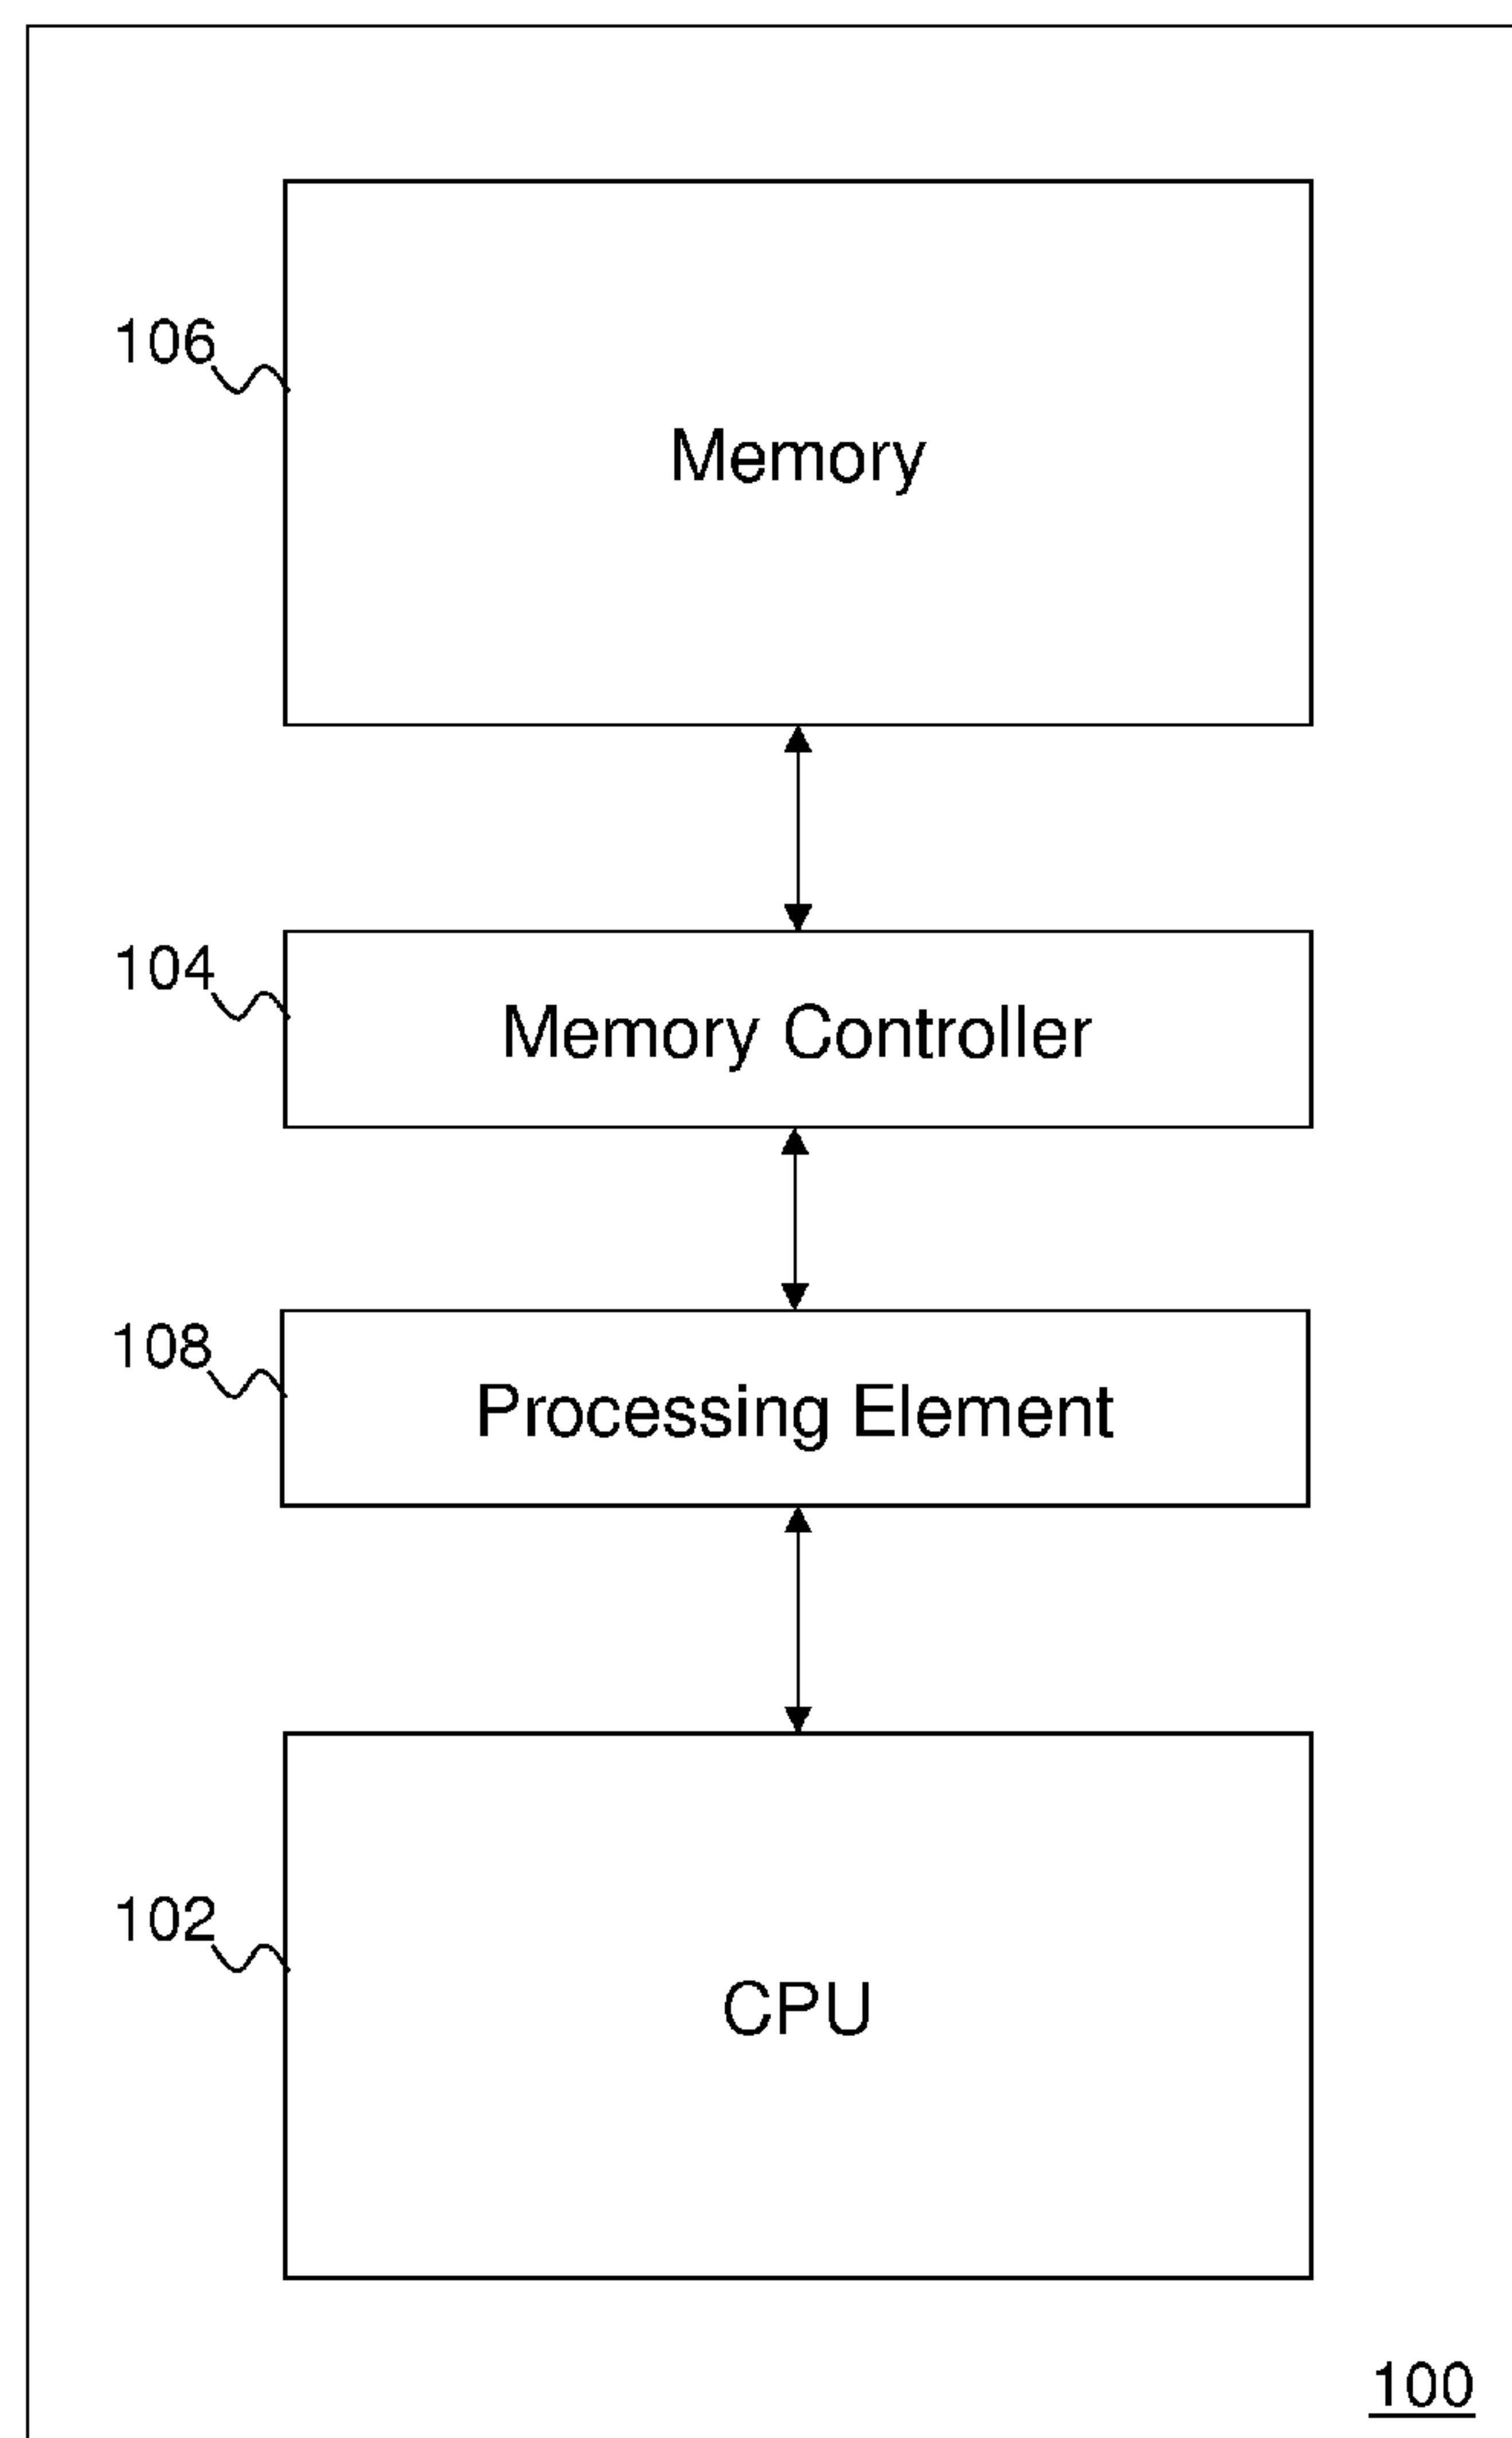 106
Memory
104
Memory Controller
108
Processing Element
102
CPU
100